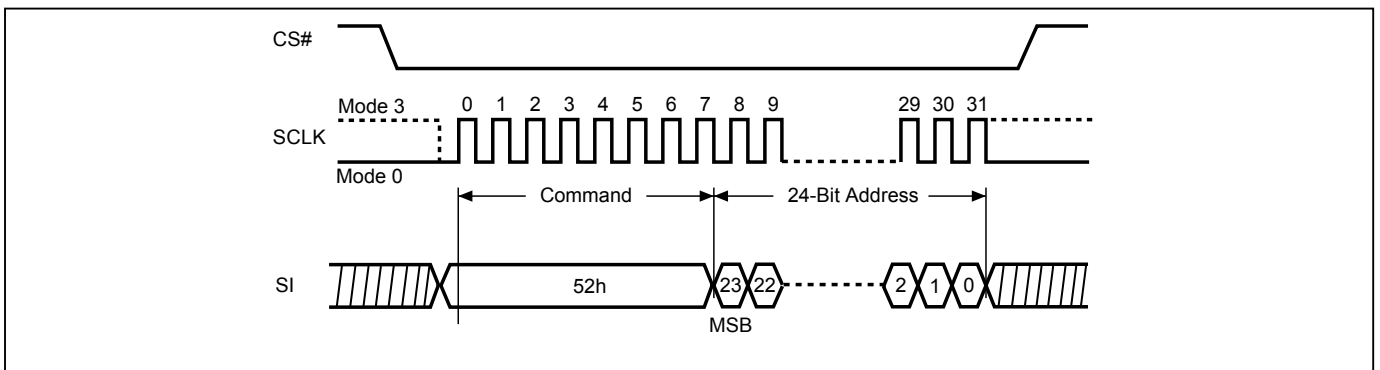 CS#
Mode 3
0 1 2 3 4 5 6 7 8 9 29 30 31
SCLK
Mode 0
Command 24-Bit Address
SI 52h 23 22 2 1 0
MSB